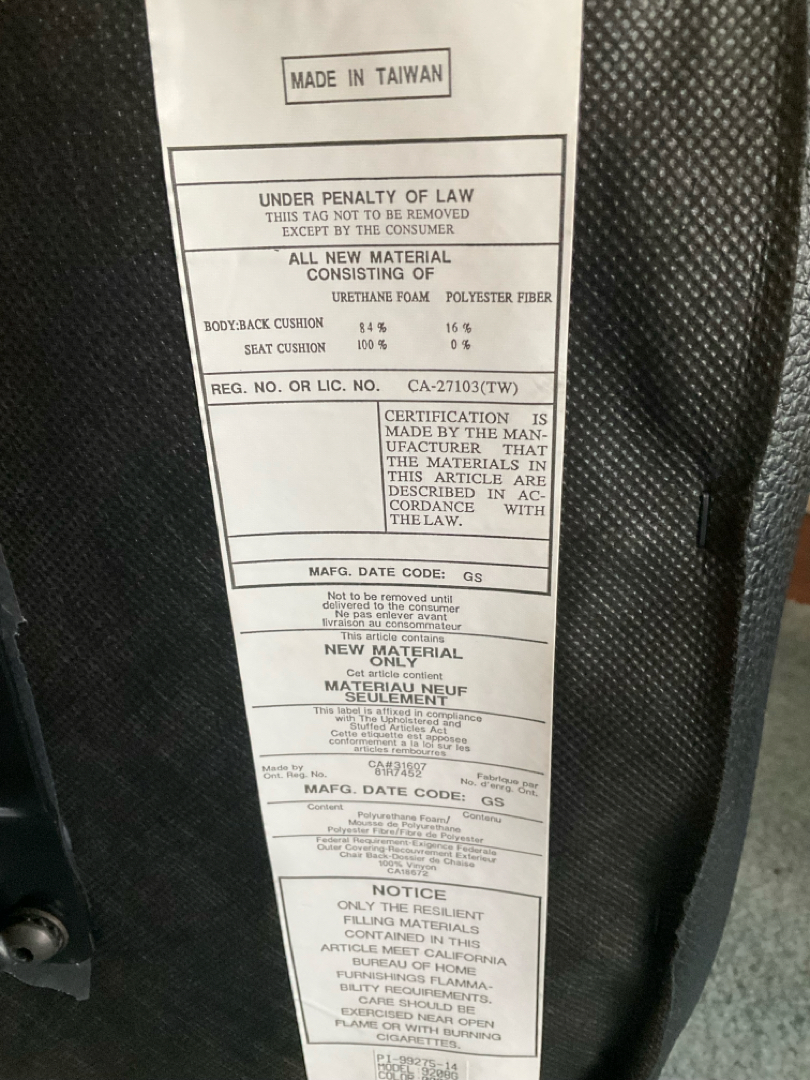 MADE IN TAIWAN
UNDER PENALTY OF LAW
THIIS TAG NOT TO BE REMOVED
EXCEPT BY THE CONSUMER
ALL NEW MATERIAL
CONSISTING OF
URETHANE FOAM POLYESTER FIBER
BODY:BACK CUSHION 84 % 16 %
SEAT CUSHION 100 % 0 %
REG. NO. OR LIC. NO. CA-27103(TW)
CERTIFICATION IS
MADE BY THE MAN-
UFACTURER THAT
THE MATERIALS IN
THIS ARTICLE ARE
DESCRIBED IN AC-
CORDANCE WITH
THE LAW.
MAFG. DATE CODE: GS
Not to be removed until
delivered to the consumer
Ne pas enlever avant
livraison au consommateur
This article contains
NEW MATERIAL
ONLY
Cet article contient
MATERIAU NEUF
SEULEMENT
This label is affixed in compliance
with The Upholstered and
Stuffed Articles Act
Cette etiquette est apposee
conformement a la loi sur les
articles rembourres
Made by CA#31607 Fabrique par
Ont. Reg. No. 81R7452 No. d'enrg. Ont.
MAFG. DATE CODE: GS
Content Contenu
Polyurethane Foam/
Mousse de Polyurethane
Polyester Fibre/Fibre de Polyester
Federal Requirement-Exigence Federale
Outer Covering-Recouvrement Exterieur
Chair Back-Dossier de Chaise
100% Vinyon
CA18672
NOTICE
ONLY THE RESILIENT
FILLING MATERIALS
CONTAINED IN THIS
ARTICLE MEET CALIFORNIA
BUREAU OF HOME
FURNISHINGS FLAMMA-
BILITY REQUIREMENTS.
CARE SHOULD BE
EXERCISED NEAR OPEN
FLAME OR WITH BURNING
CIGARETTES.
PI-99275-14
MODEL 9208G
COLOR